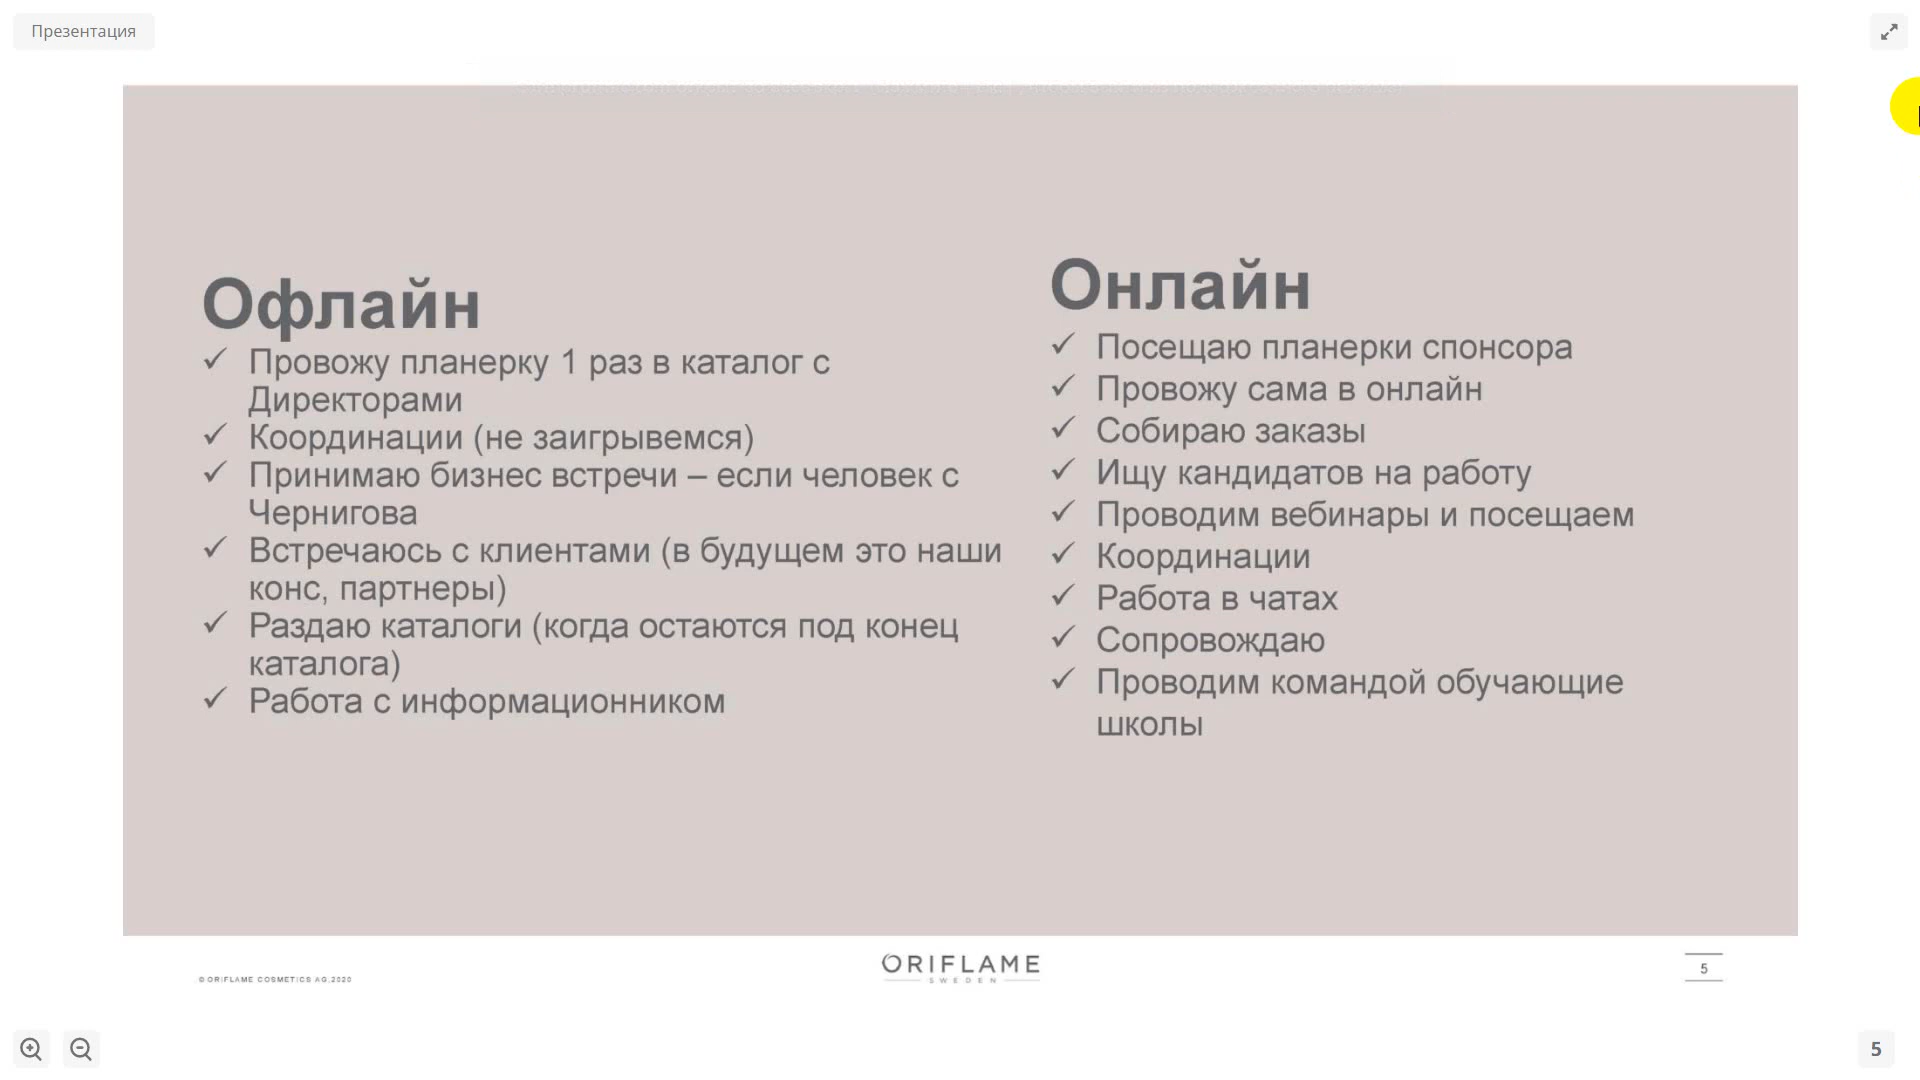 Презентация
Офлайн
Провожу планерку 1 раз в каталог с
Директорами
Координации (не заигрывемся)
Принимаю бизнес встречи – если человек с
Чернигова
Встречаюсь с клиентами (в будущем это наши
конс, партнеры)
Раздаю каталоги (когда остаются под конец
каталога)
Работа с информационником
Онлайн
Посещаю планерки спонсора
Провожу сама в онлайн
Собираю заказы
Ищу кандидатов на работу
Проводим вебинары и посещаем
Координации
Работа в чатах
Сопровождаю
Проводим командой обучающие
школы
© ORIFLAME COSMETICS AG, 2020
ORIFLAME
SWEDEN
5
5